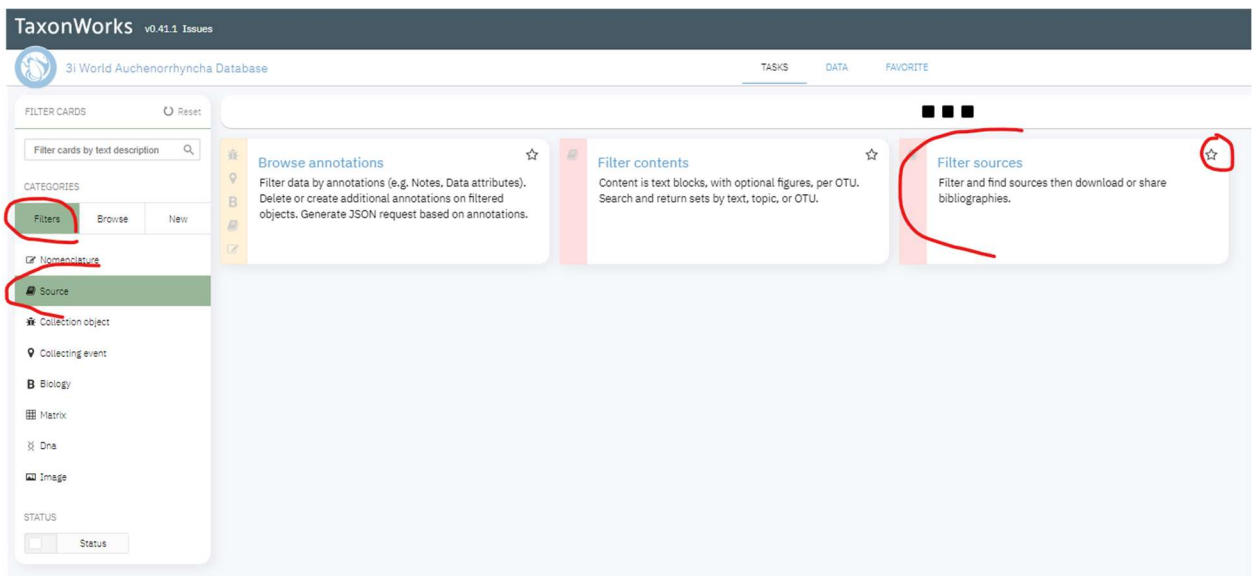 TaxonWorks v0.41.1 Issues
3i World Auchenorrhyncha Database
TASKS DATA FAVORITE
FILTER CARDS Reset
Filter cards by text description
CATEGORIES
Filters Browse New
Nomenclature
Source
Collection object
Collecting event
B Biology
Matrix
Dna
Image
STATUS
Status
B
Browse annotations
Filter data by annotations (e.g. Notes, Data attributes).
Delete or create additional annotations on filtered
objects. Generate JSON request based on annotations.
Filter contents
Content is text blocks, with optional figures, per OTU.
Search and return sets by text, topic, or OTU.
Filter sources
Filter and find sources then download or share
bibliographies.